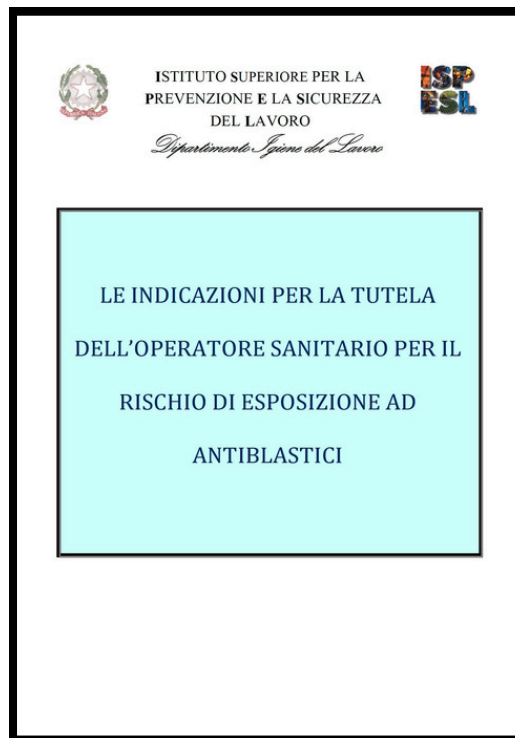 ISTITUTO SUPERIORE PER LA
PREVENZIONE E LA SICUREZZA
DEL LAVORO
Dipartimento Igiene del Lavoro
ISP
ESL
LE INDICAZIONI PER LA TUTELA
DELL’OPERATORE SANITARIO PER IL
RISCHIO DI ESPOSIZIONE AD
ANTIBLASTICI